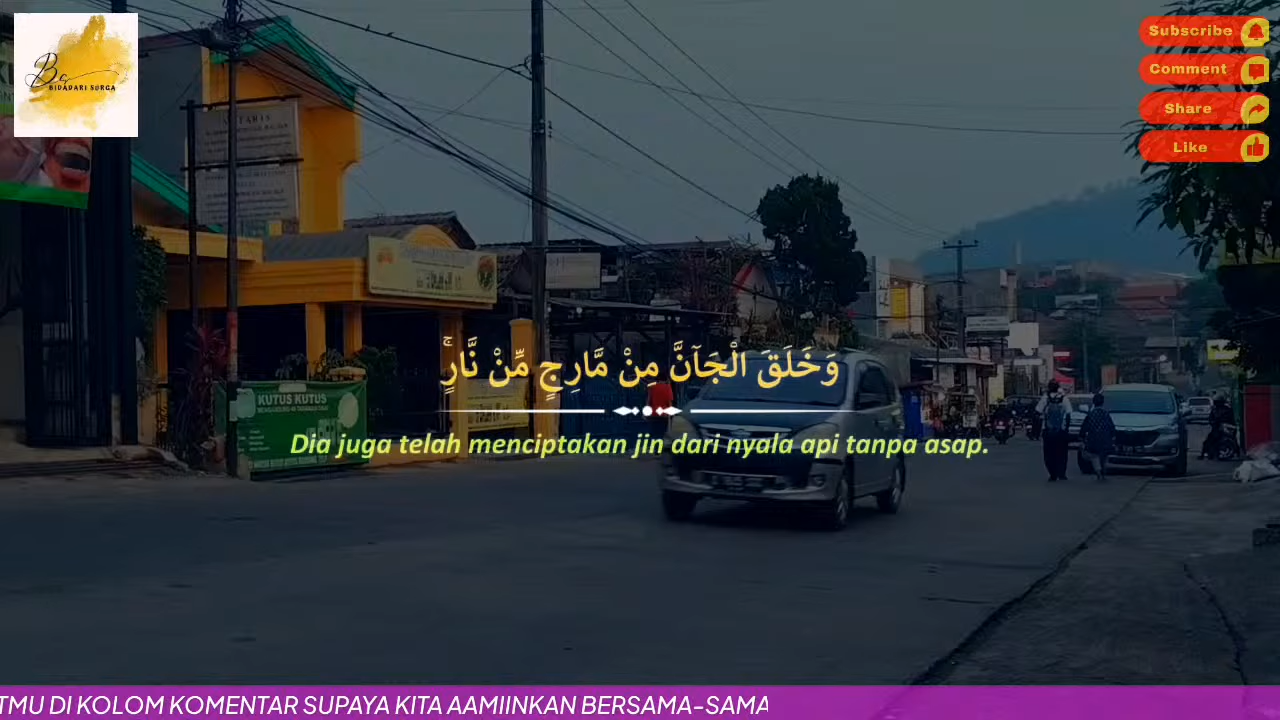 BS
BIDADARI SURGA
Subscribe
Comment
Share
Like
KUTUS KUTUS
وَخَلَقَ الْجَاۤنَّ مِنْ مَّارِجٍ مِّنْ نَّارٍۚ
Dia juga telah menciptakan jin dari nyala api tanpa asap.
TMU DI KOLOM KOMENTAR SUPAYA KITA AAMIINKAN BERSAMA-SAMA